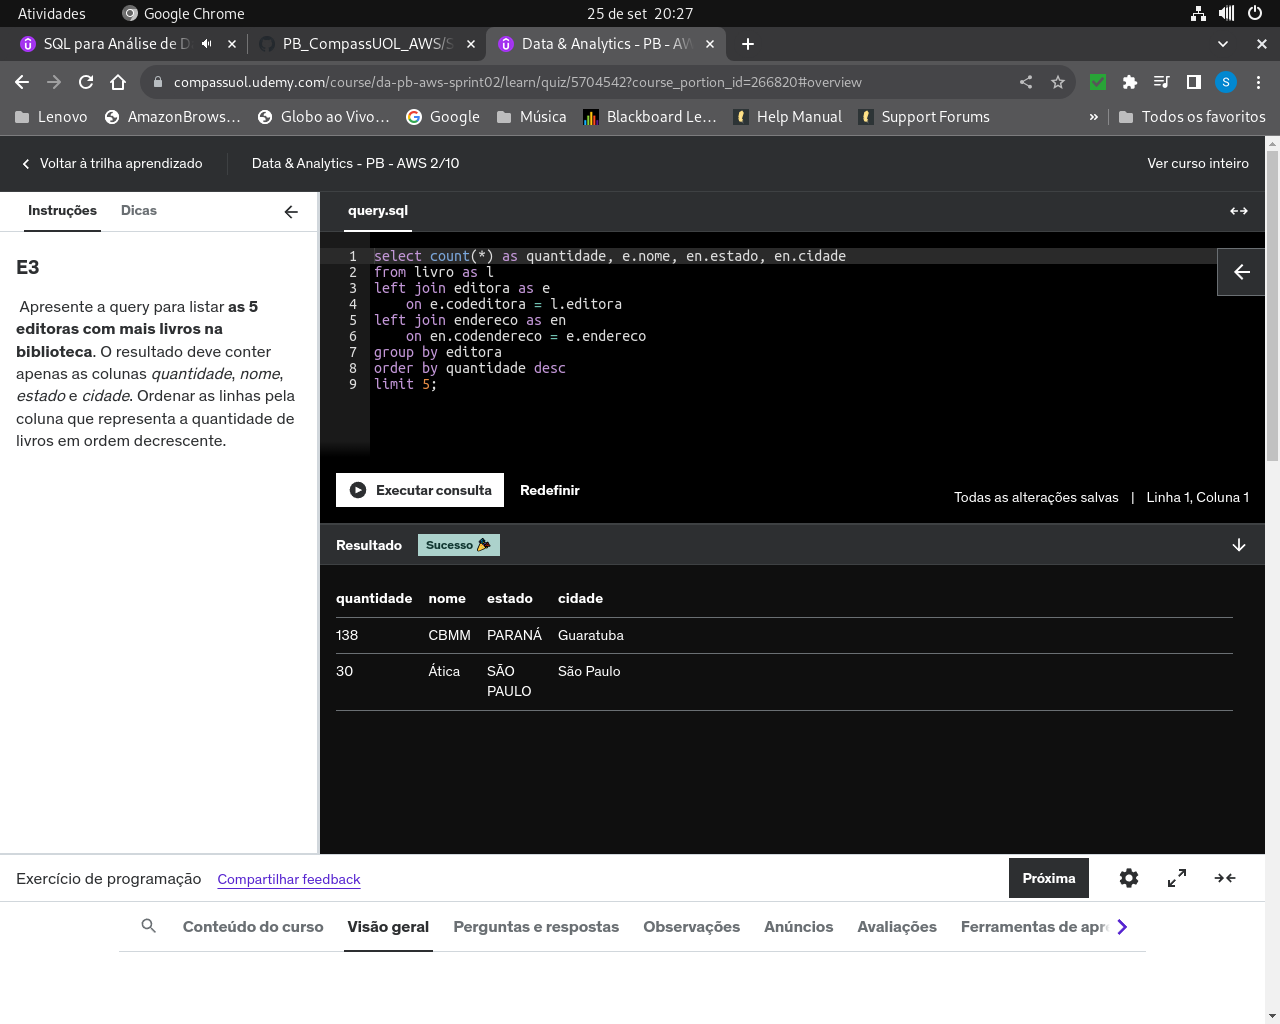 Atividades
Google Chrome
25 de set 20:27
SQL para Análise de D
PB_CompassUOL_AWS/S
Data & Analytics - PB - AW
compassuol.udemy.com/course/da-pb-aws-sprint02/learn/quiz/5704542?course_portion_id=266820#overview
S
Lenovo
AmazonBrows...
Globo ao Vivo...
Google
Música
Blackboard Le...
Help Manual
Support Forums
»
Todos os favoritos
Voltar à trilha aprendizado
Data & Analytics - PB - AWS 2/10
Ver curso inteiro
Instruções
Dicas
query.sql
E3
Apresente a query para listar as 5
editoras com mais livros na
biblioteca. O resultado deve conter
apenas as colunas quantidade, nome,
estado e cidade. Ordenar as linhas pela
coluna que representa a quantidade de
livros em ordem decrescente.
1 select count(*) as quantidade, e.nome, en.estado, en.cidade
2 from livro as l
3 left join editora as e
4 on e.codeditora = l.editora
5 left join endereco as en
6 on en.codendereco = e.endereco
7 group by editora
8 order by quantidade desc
9 limit 5;
Executar consulta
Redefinir
Todas as alterações salvas | Linha 1, Coluna 1
Resultado
Sucesso
quantidade nome estado cidade
138 CBMM PARANÁ Guaratuba
30 Ática SÃO PAULO São Paulo
Exercício de programação
Compartilhar feedback
Próxima
Conteúdo do curso
Visão geral
Perguntas e respostas
Observações
Anúncios
Avaliações
Ferramentas de apr